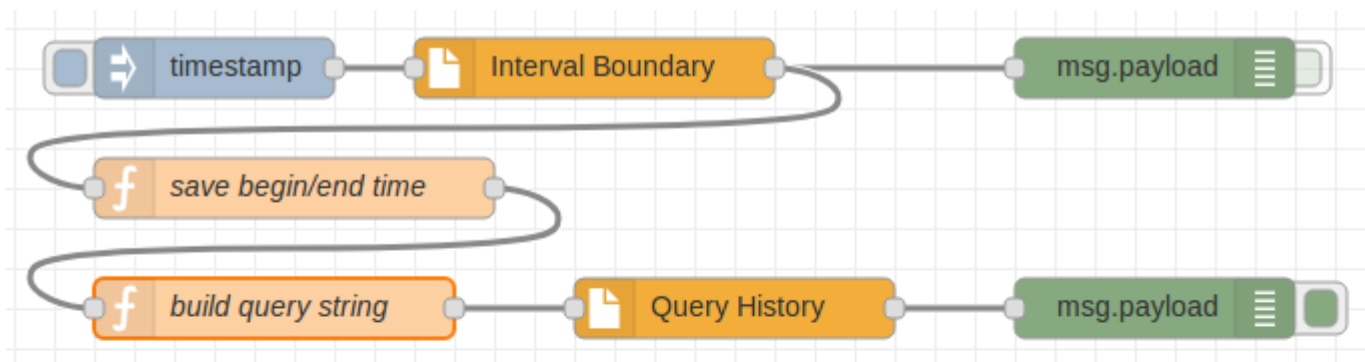 timestamp
Interval Boundary
msg.payload
save begin/end time
build query string
Query History
msg.payload